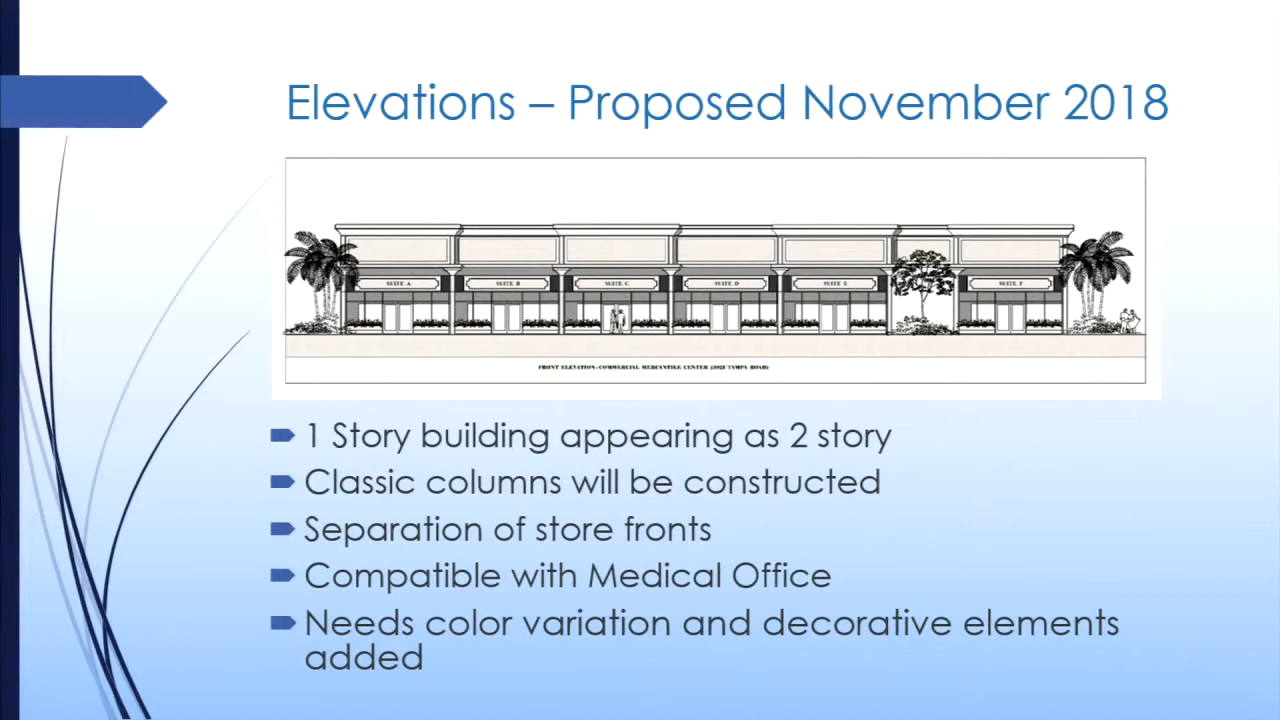 Elevations – Proposed November 2018
SUITE A SUITE B SUITE C SUITE D SUITE E SUITE F
FRONT ELEVATION-COMMERCIAL MERCANTILE CENTER TAMPA ROAD)
1 Story building appearing as 2 story
Classic columns will be constructed
Separation of store fronts
Compatible with Medical Office
Needs color variation and decorative elements
added